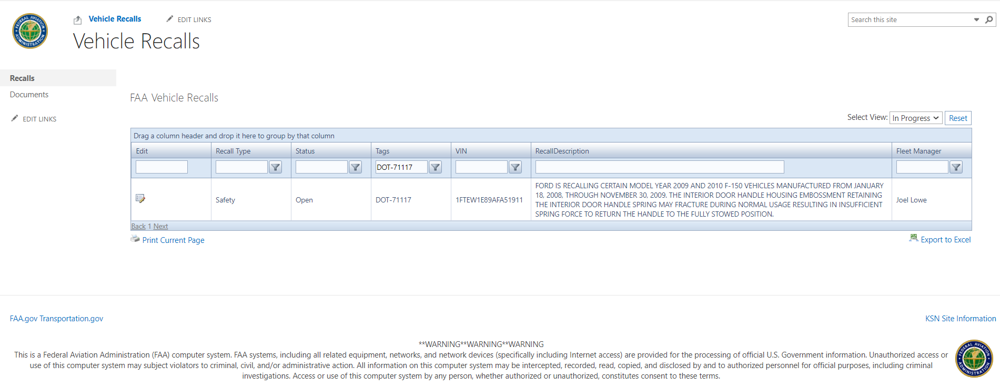 Vehicle Recalls
EDIT LINKS
Search this site
Vehicle Recalls
FEDERAL AVIATION ADMINISTRATION
Recalls
Documents
EDIT LINKS
FAA Vehicle Recalls
Select View: In Progress Reset
Drag a column header and drop it here to group by that column
Edit Recall Type Status Tags VIN RecallDescription Fleet Manager
DOT-71117
Safety Open DOT-71117 1FTEW1E89AFA51911
FORD IS RECALLING CERTAIN MODEL YEAR 2009 AND 2010 F-150 VEHICLES MANUFACTURED FROM JANUARY
18, 2008, THROUGH NOVEMBER 30, 2009. THE INTERIOR DOOR HANDLE HOUSING EMBOSSMENT RETAINING
THE INTERIOR DOOR HANDLE SPRING MAY FRACTURE DURING NORMAL USAGE RESULTING IN INSUFFICIENT
SPRING FORCE TO RETURN THE HANDLE TO THE FULLY STOWED POSITION.
Joel Lowe
Back 1 Next
Print Current Page
Export to Excel
FAA.gov Transportation.gov
KSN Site Information
**WARNING**WARNING**WARNING
This is a Federal Aviation Administration (FAA) computer system. FAA systems, including all related equipment, networks, and network devices (specifically including Internet access) are provided for the processing of official U.S. Government information. Unauthorized access or
use of this computer system may subject violators to criminal, civil, and/or administrative action. All information on this computer system may be intercepted, recorded, read, copied, and disclosed by and to authorized personnel for official purposes, including criminal
investigations. Access or use of this computer system by any person, whether authorized or unauthorized, constitutes consent to these terms.
FEDERAL AVIATION ADMINISTRATION